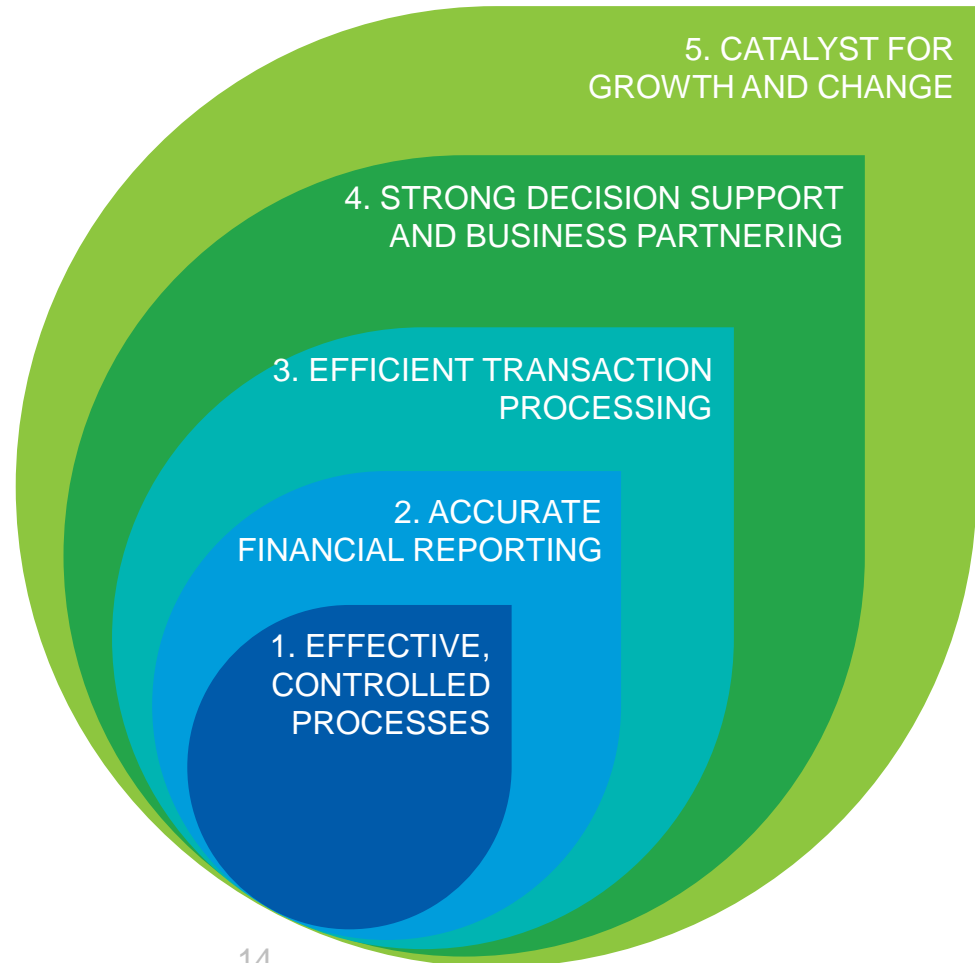 5. CATALYST FOR
GROWTH AND CHANGE
4. STRONG DECISION SUPPORT
AND BUSINESS PARTNERING
3. EFFICIENT TRANSACTION
PROCESSING
2. ACCURATE
FINANCIAL REPORTING
1. EFFECTIVE,
CONTROLLED
PROCESSES
14